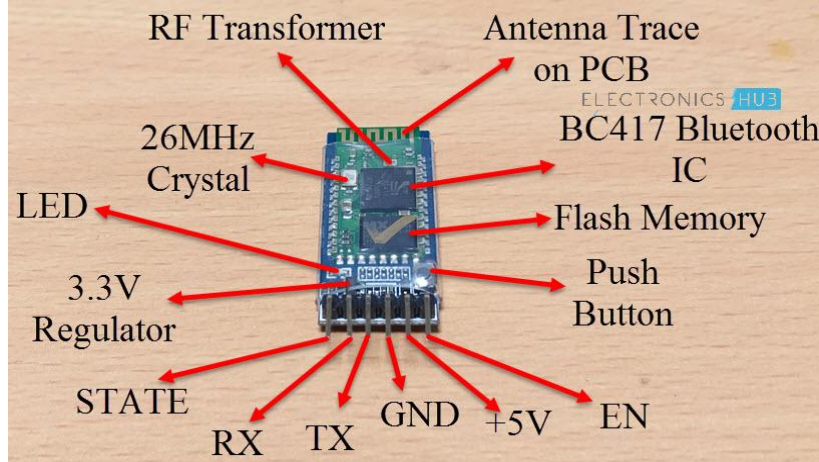 RF Transformer
Antenna Trace
on PCB
ELECTRONICS HUB
26MHz
Crystal
BC417 Bluetooth
IC
LED
Flash Memory
3.3V
Regulator
Push
Button
STATE
RX
TX
GND
+5V
EN